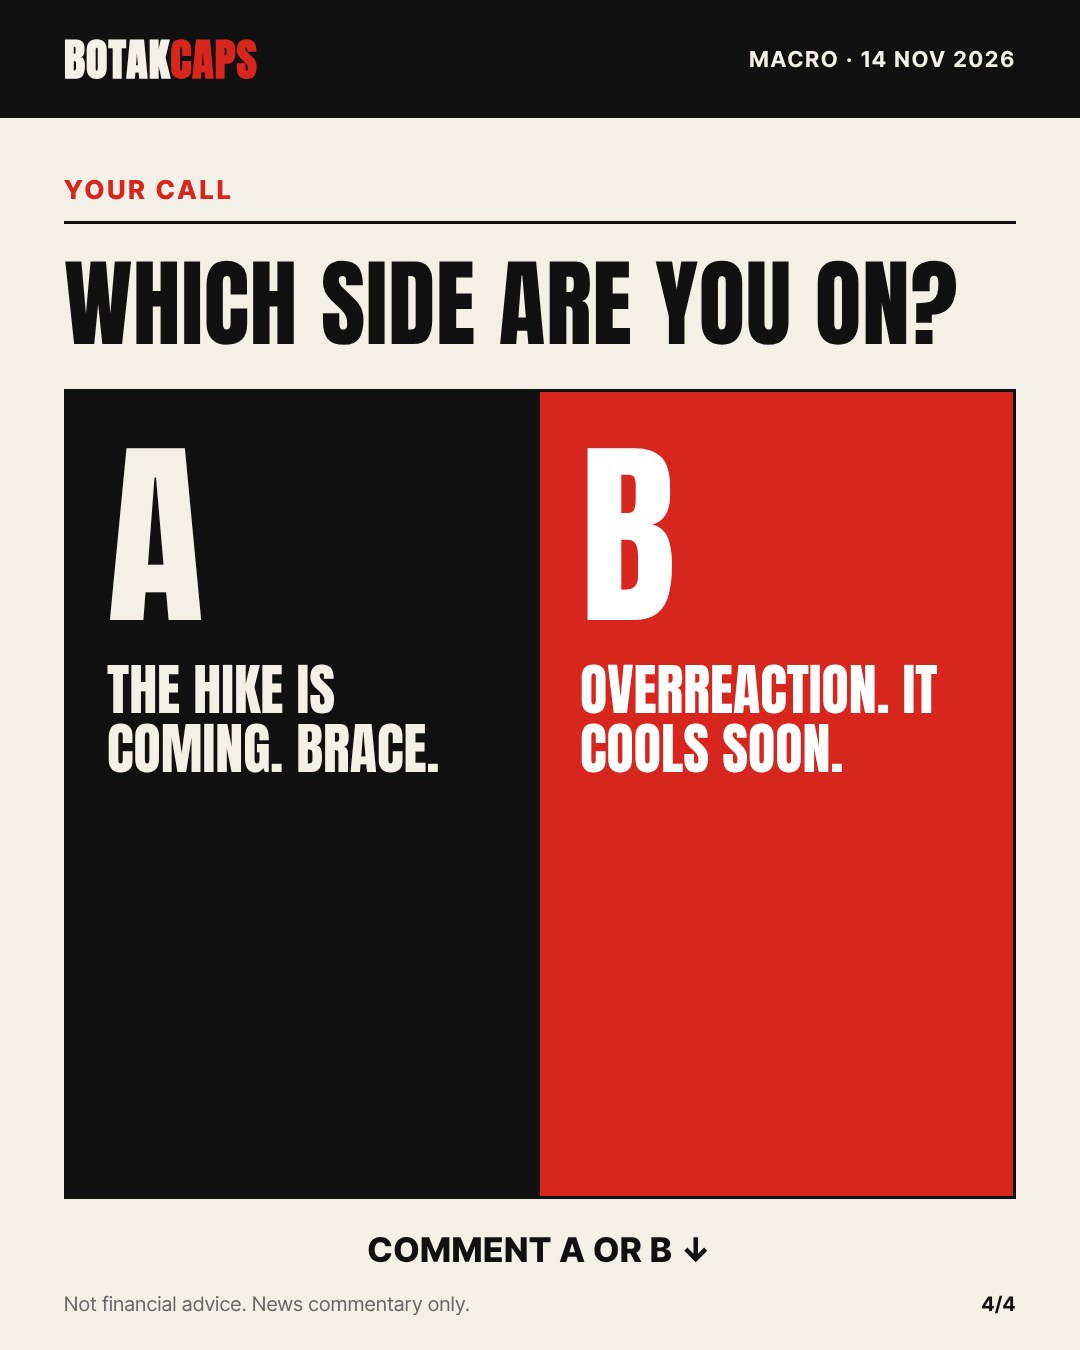 BOTAKCAPS
MACRO · 14 NOV 2026
YOUR CALL
WHICH SIDE ARE YOU ON?
A
THE HIKE IS
COMING. BRACE.
B
OVERREACTION. IT
COOLS SOON.
COMMENT A OR B ↓
Not financial advice. News commentary only.
4/4